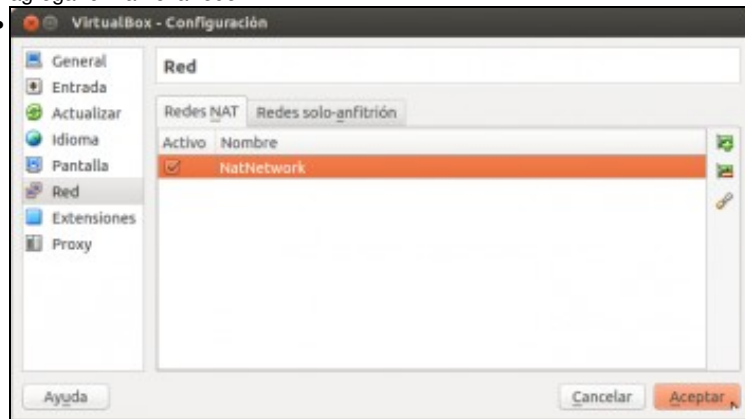 VirtualBox - Configuración
General
Entrada
Actualizar
Idioma
Pantalla
Red
Extensiones
Proxy
Red
Redes NAT Redes solo-anfitrión
Activo Nombre
NatNetwork
Ayuda Cancelar Aceptar